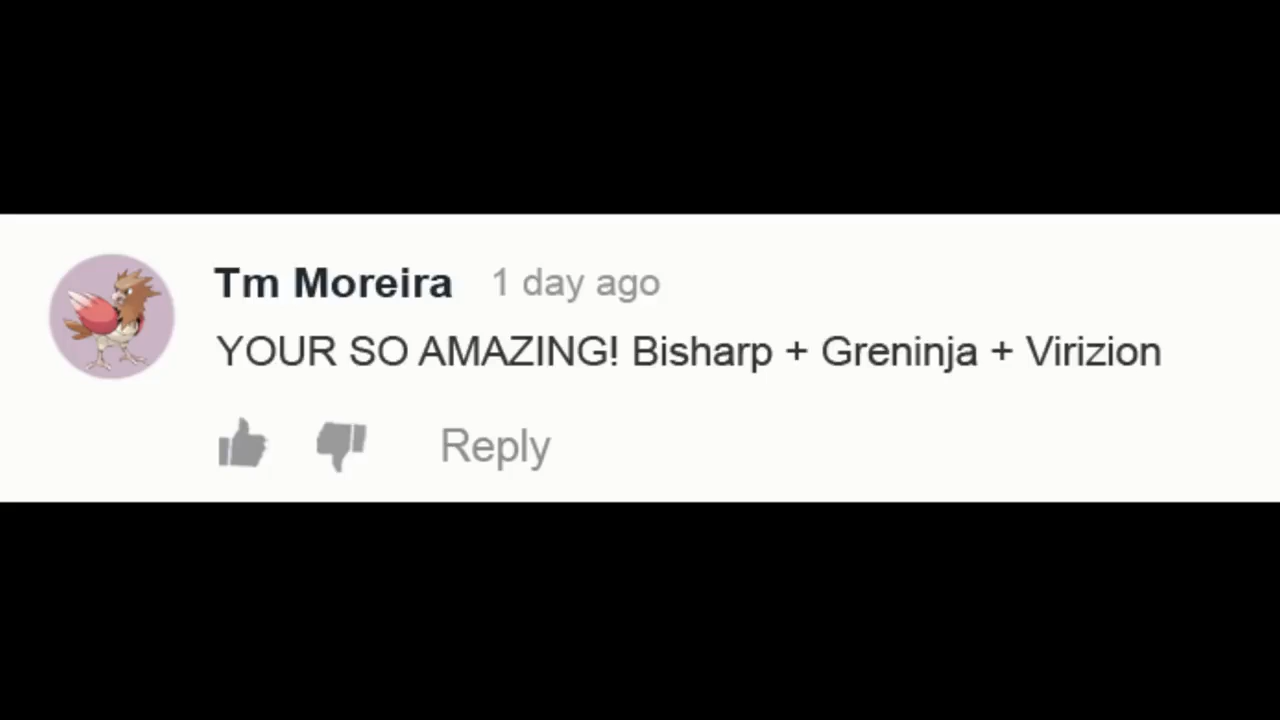 Tm Moreira 1 day ago
YOUR SO AMAZING! Bisharp + Greninja + Virizion
Reply